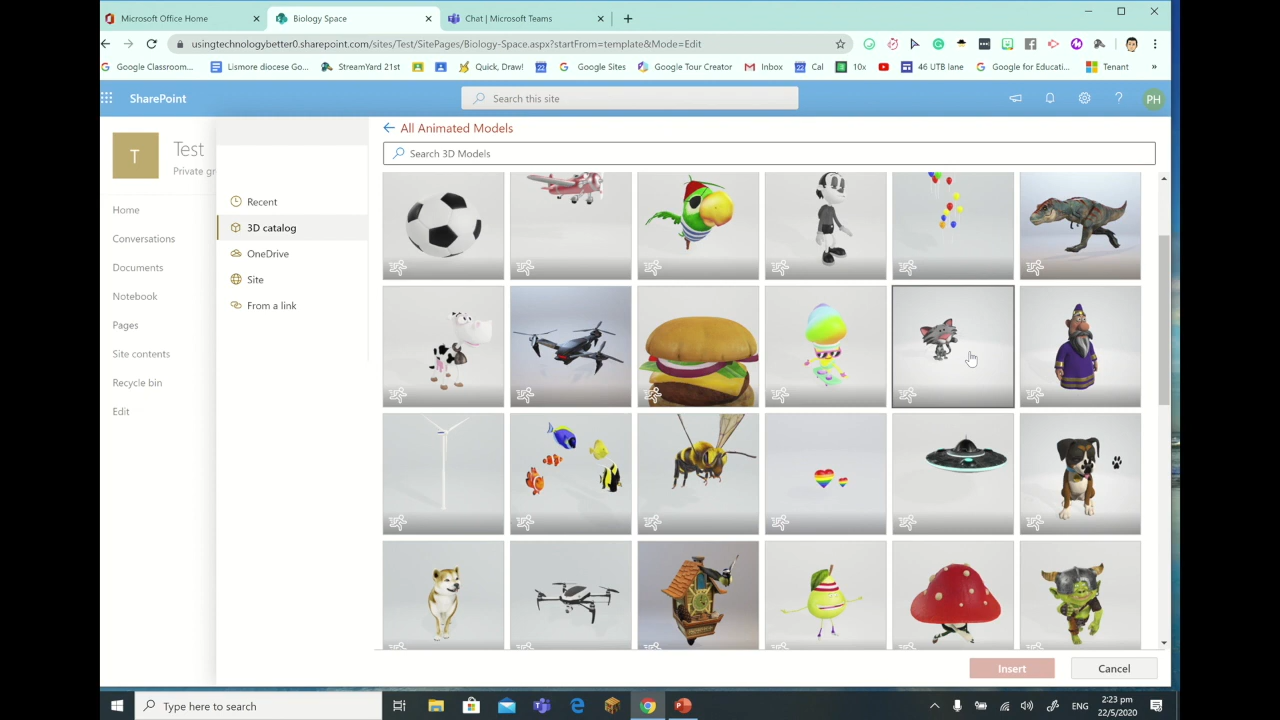 Microsoft Office Home
Biology Space
Chat | Microsoft Teams
usingtechnologybetter0.sharepoint.com/sites/Test/SitePages/Biology-Space.aspx?startFrom=template&Mode=Edit
Google Classroom...
Lismore diocese Go...
StreamYard 21st
Quick, Draw!
22
Google Sites
Google Tour Creator
Inbox
22
Cal
10x
46 UTB lane
Google for Educati...
Tenant
»
SharePoint
Search this site
?
PH
T
Test
Private gr
Home
Conversations
Documents
Notebook
Pages
Site contents
Recycle bin
Edit
Recent
3D catalog
OneDrive
Site
From a link
All Animated Models
Search 3D Models
Insert
Cancel
Type here to search
ENG
2:23 pm
22/5/2020